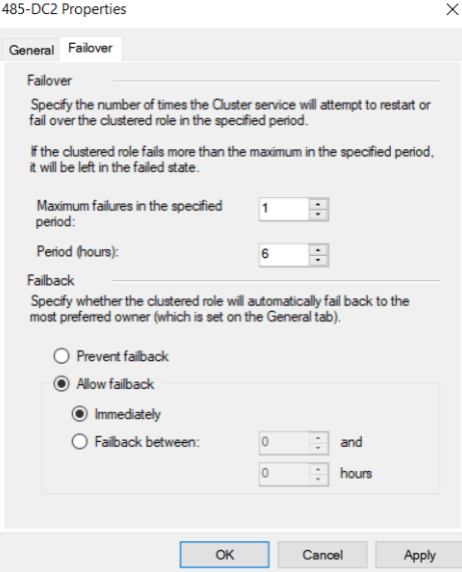 485-DC2 Properties
General Failover
Failover
Specify the number of times the Cluster service will attempt to restart or
fail over the clustered role in the specified period.
If the clustered role fails more than the maximum in the specified period,
it will be left in the failed state.
Maximum failures in the specified
period:
1
Period (hours):
6
Failback
Specify whether the clustered role will automatically fail back to the
most preferred owner (which is set on the General tab).
Prevent failback
Allow failback
Immediately
Failback between:
0 and
0 hours
OK Cancel Apply